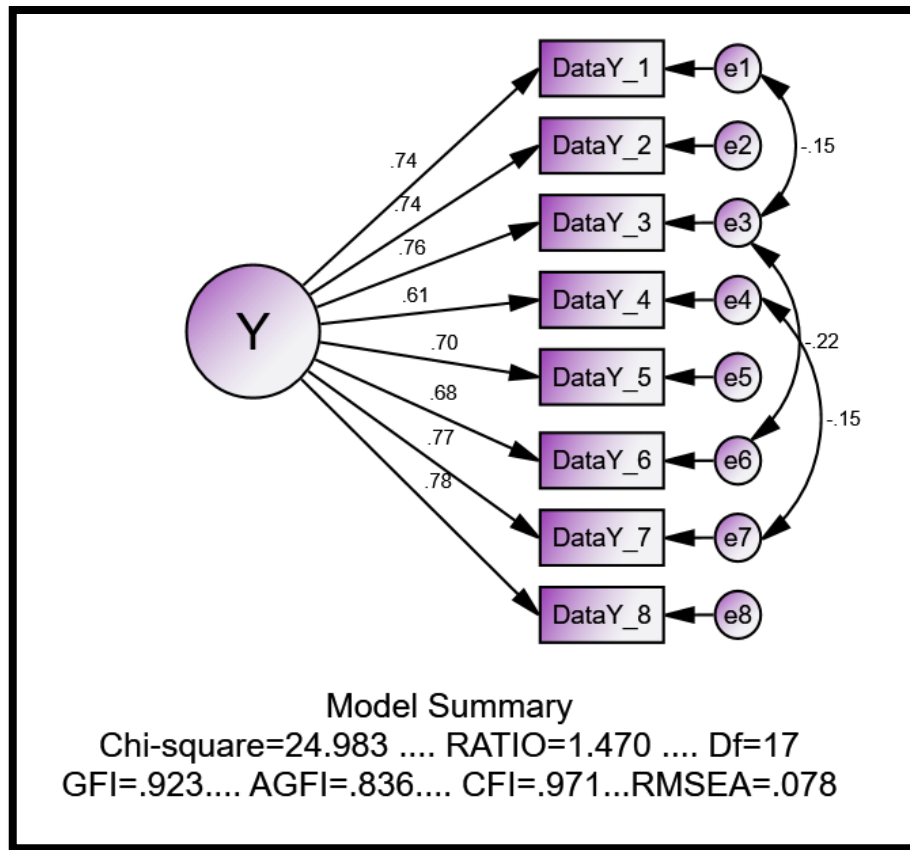 DataY_1
e1
.74
-.15
DataY_2
e2
.74
DataY_3
e3
.76
DataY_4
e4
.61
Y
-.22
.70
DataY_5
e5
.68
-.15
.77
DataY_6
e6
.78
DataY_7
e7
DataY_8
e8
Model Summary
Chi-square=24.983 .... RATIO=1.470 .... Df=17
GFI=.923.... AGFI=.836.... CFI=.971...RMSEA=.078